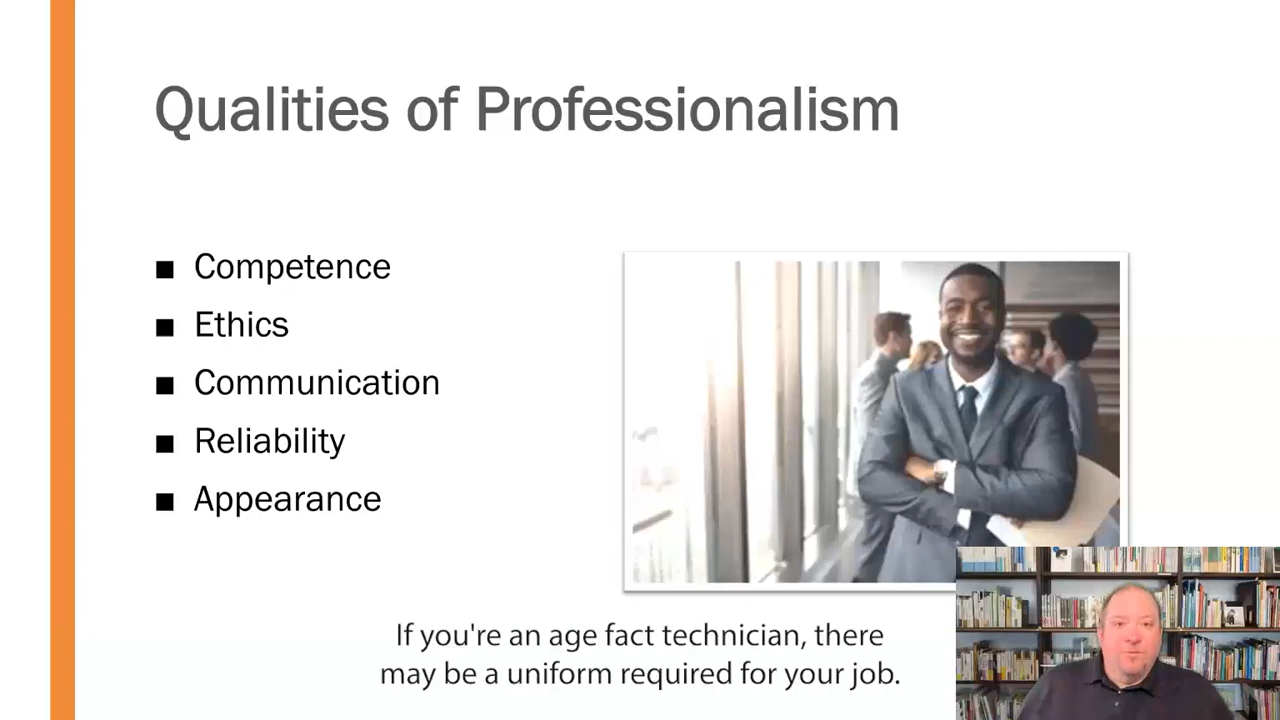 Qualities of Professionalism
Competence
Ethics
Communication
Reliability
Appearance
If you're an age fact technician, there
may be a uniform required for your job.